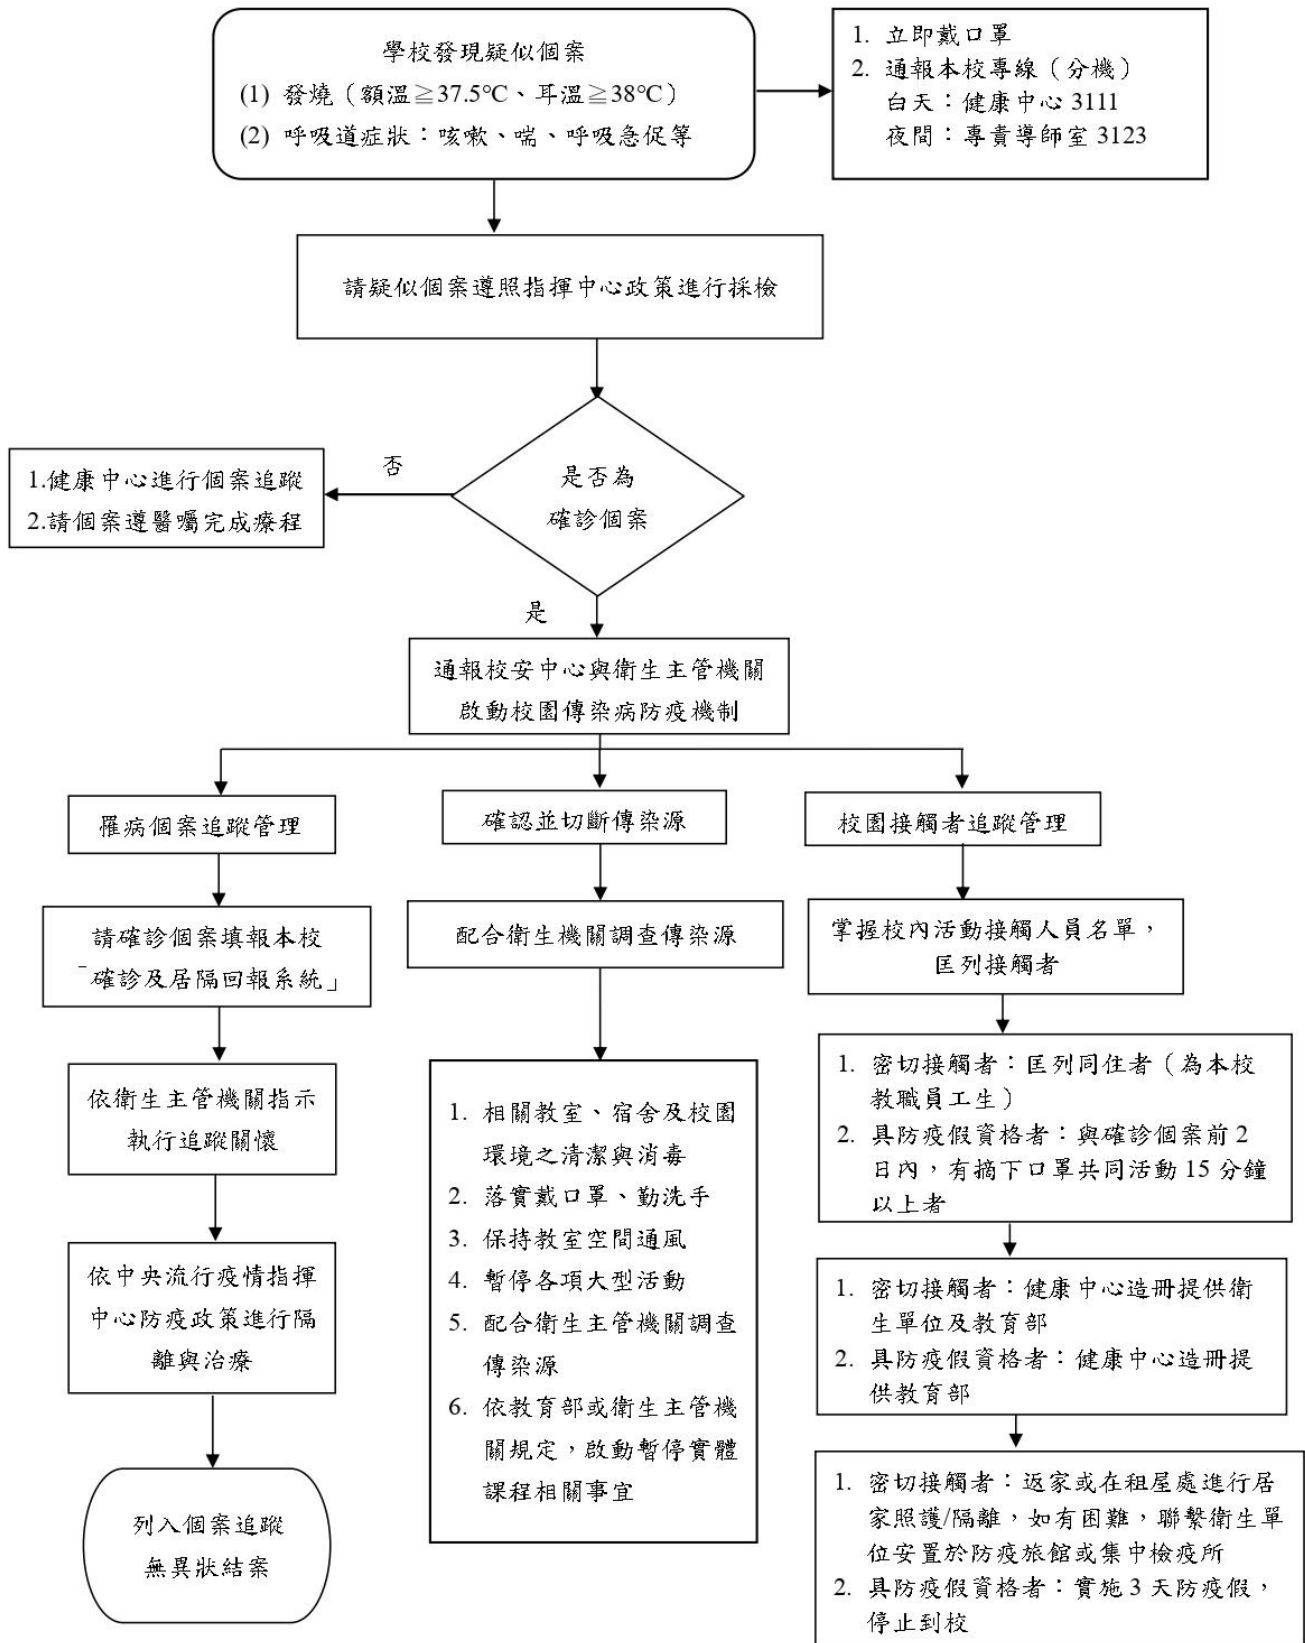 學校發現疑似個案
(1) 發燒（額溫≧37.5°C、耳溫≧38°C）
(2) 呼吸道症狀：咳嗽、喘、呼吸急促等
1. 立即戴口罩
2. 通報本校專線（分機）
白天：健康中心 3111
夜間：專責導師室 3123
請疑似個案遵照指揮中心政策進行採檢
是否為
確診個案
否
1.健康中心進行個案追蹤
2.請個案遵醫囑完成療程
是
通報校安中心與衛生主管機關
啟動校園傳染病防疫機制
罹病個案追蹤管理
請確診個案填報本校
「確診及居隔回報系統」
依衛生主管機關指示
執行追蹤關懷
依中央流行疫情指揮
中心防疫政策進行隔
離與治療
列入個案追蹤
無異狀結案
確認並切斷傳染源
配合衛生機關調查傳染源
1. 相關教室、宿舍及校園
環境之清潔與消毒
2. 落實戴口罩、勤洗手
3. 保持教室空間通風
4. 暫停各項大型活動
5. 配合衛生主管機關調查
傳染源
6. 依教育部或衛生主管機
關規定，啟動暫停實體
課程相關事宜
校園接觸者追蹤管理
掌握校內活動接觸人員名單，
匡列接觸者
1. 密切接觸者：匡列同住者（為本校
教職員工生）
2. 具防疫假資格者：與確診個案前 2
日內，有摘下口罩共同活動 15 分鐘
以上者
1. 密切接觸者：健康中心造冊提供衛
生單位及教育部
2. 具防疫假資格者：健康中心造冊提
供教育部
1. 密切接觸者：返家或在租屋處進行居
家照護/隔離，如有困難，聯繫衛生單
位安置於防疫旅館或集中檢疫所
2. 具防疫假資格者：實施 3 天防疫假，
停止到校